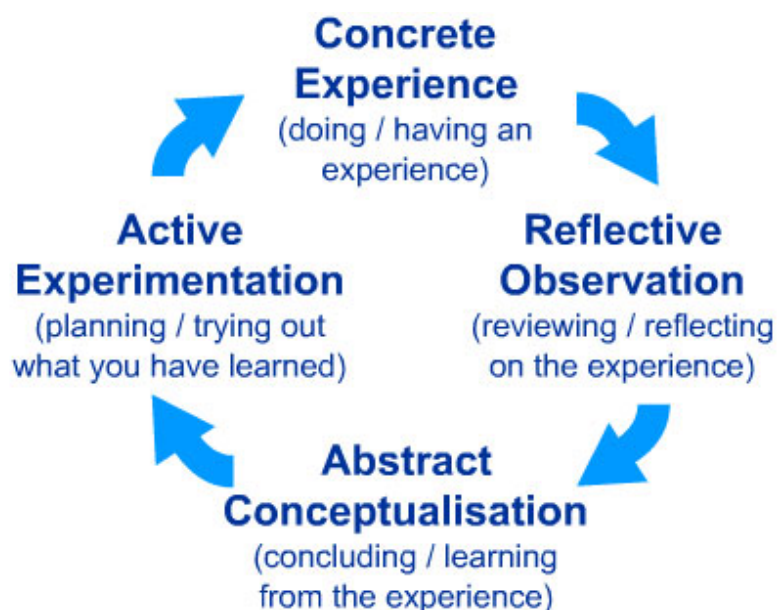 Concrete
Experience
(doing / having an
experience)
Reflective
Observation
(reviewing / reflecting
on the experience)
Abstract
Conceptualisation
(concluding / learning
from the experience)
Active
Experimentation
(planning / trying out
what you have learned)